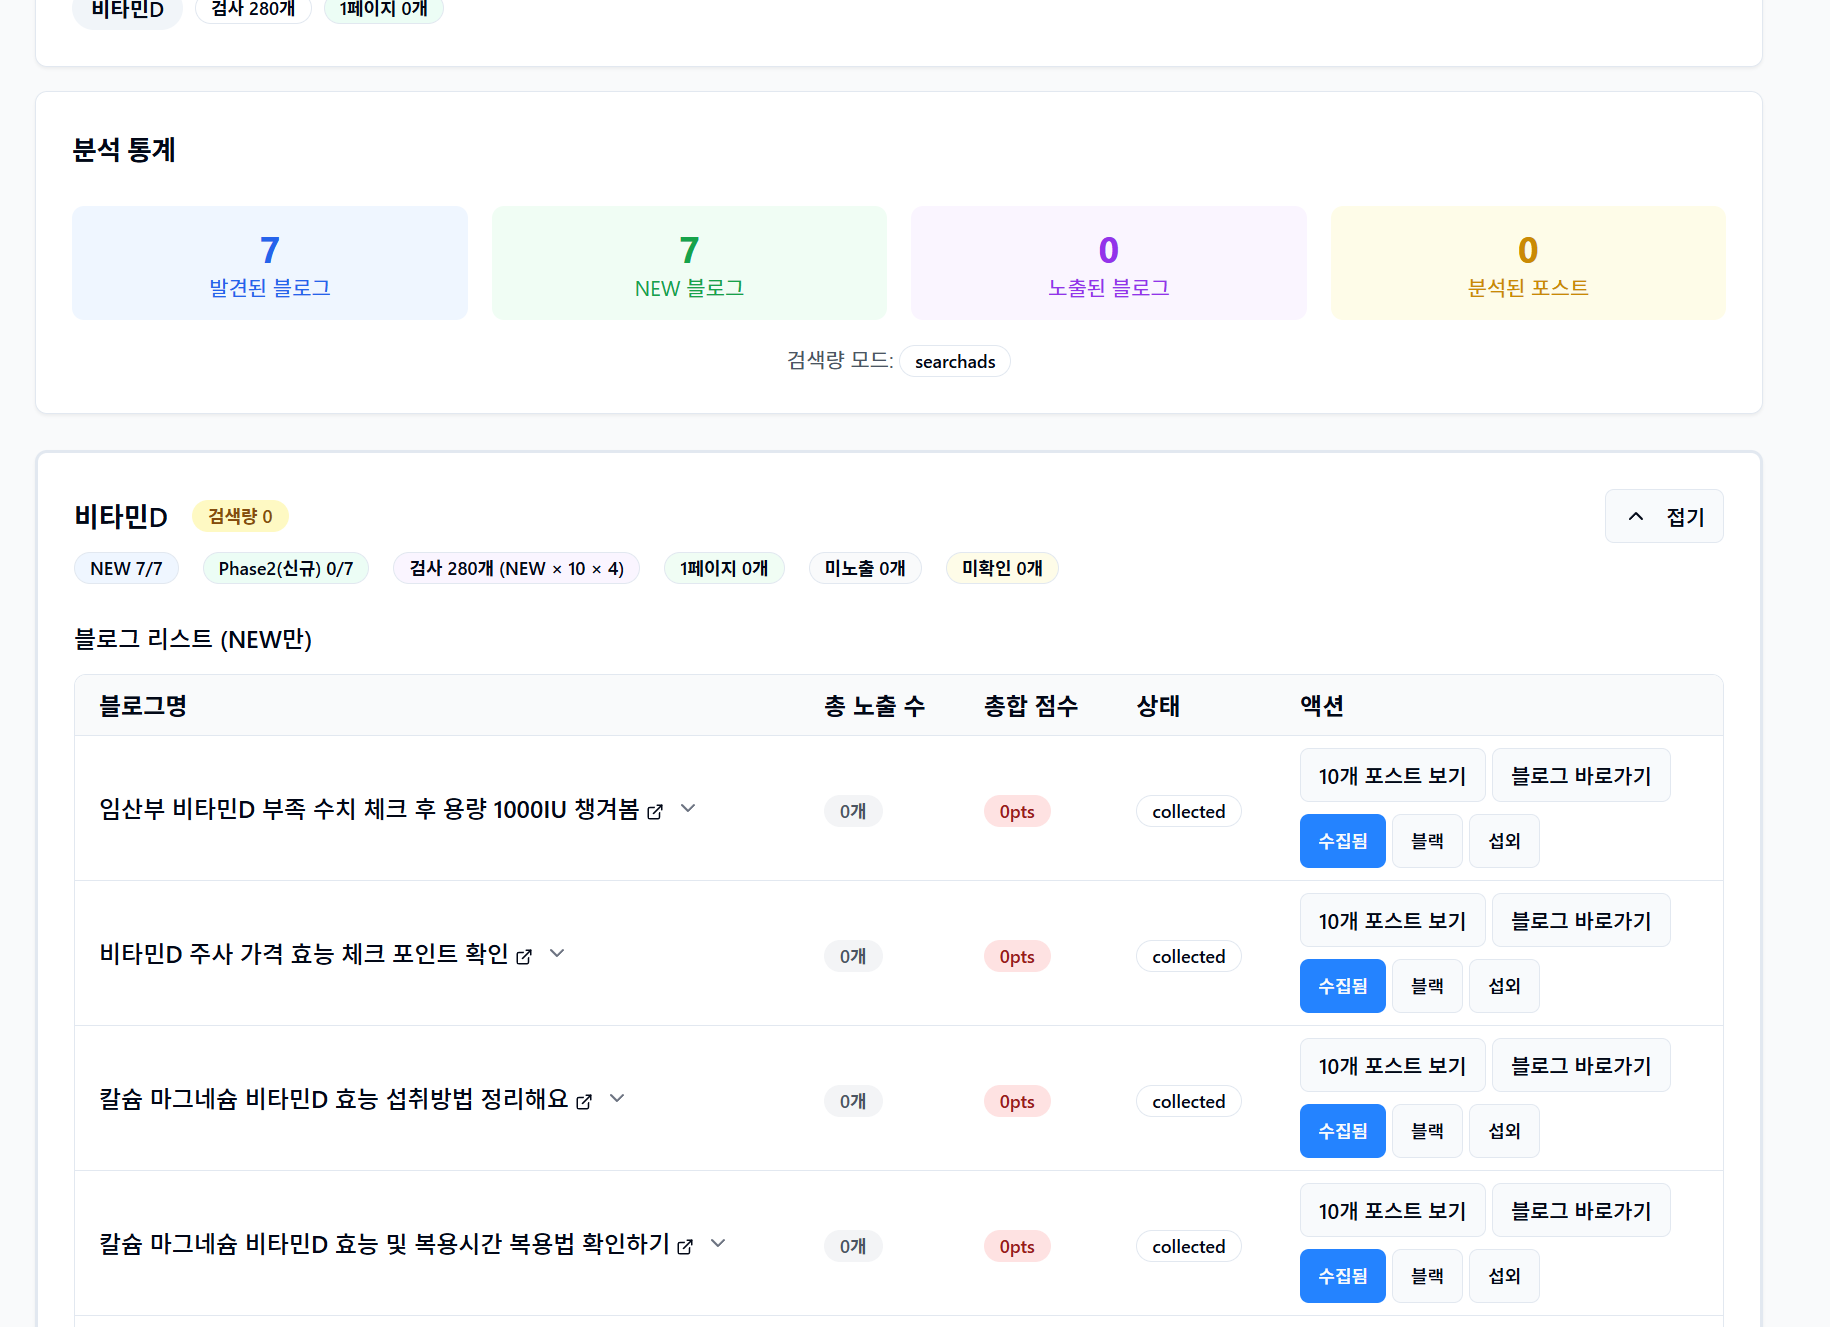 비타민D 검사 280개 1페이지 0개
분석 통계
7
발견된 블로그
7
NEW 블로그
0
노출된 블로그
0
분석된 포스트
검색량 모드: searchads
비타민D 검색량 0
접기
NEW 7/7 Phase2(신규) 0/7 검사 280개 (NEW × 10 × 4) 1페이지 0개 미노출 0개 미확인 0개
블로그 리스트 (NEW만)
블로그명 총 노출 수 총합 점수 상태 액션
임산부 비타민D 부족 수치 체크 후 용량 1000IU 챙겨봄 0개 0pts collected
10개 포스트 보기 블로그 바로가기
수집됨 블랙 섭외
비타민D 주사 가격 효능 체크 포인트 확인 0개 0pts collected
10개 포스트 보기 블로그 바로가기
수집됨 블랙 섭외
칼슘 마그네슘 비타민D 효능 섭취방법 정리해요 0개 0pts collected
10개 포스트 보기 블로그 바로가기
수집됨 블랙 섭외
칼슘 마그네슘 비타민D 효능 및 복용시간 복용법 확인하기 0개 0pts collected
10개 포스트 보기 블로그 바로가기
수집됨 블랙 섭외